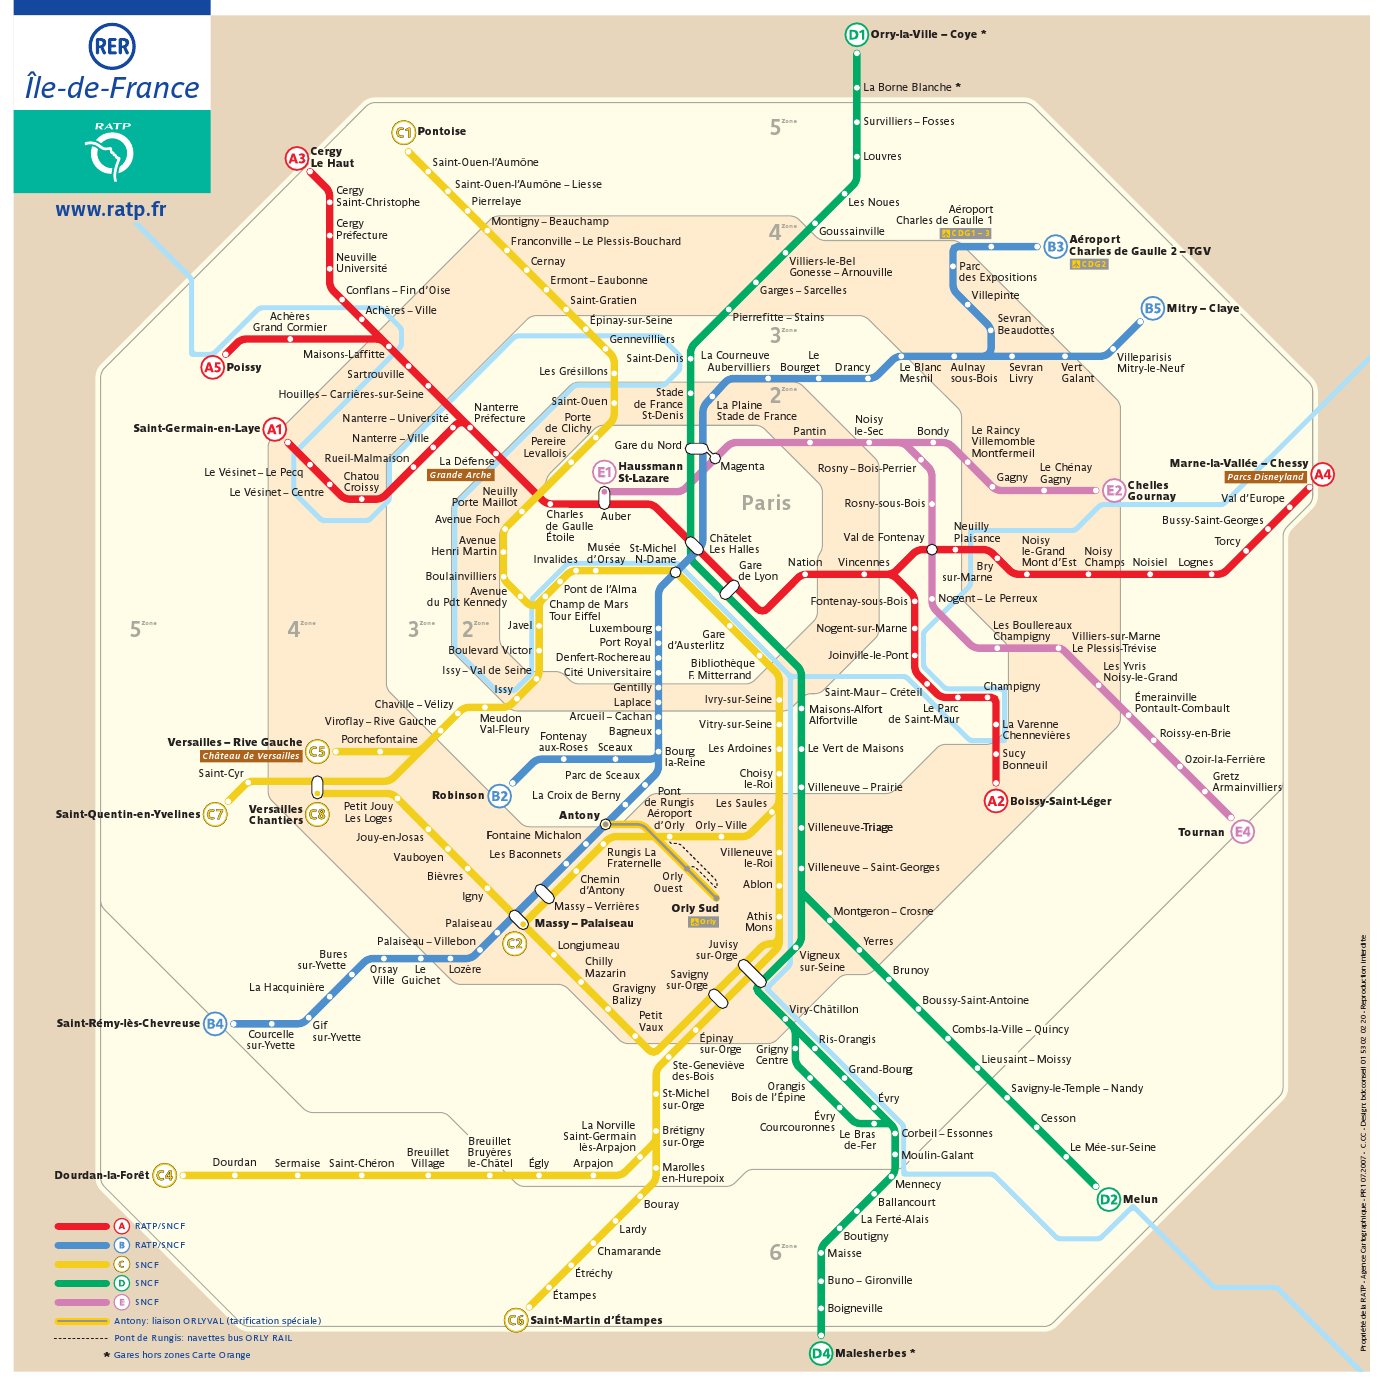 RER
Île-de-France
RATP
www.ratp.fr
D1
Orry-la-Ville – Coye *
La Borne Blanche *
Survilliers – Fosses
Louvres
Les Noues
Goussainville
Villiers-le-Bel
Gonesse – Arnouville
Garges – Sarcelles
Pierrefitte – Stains
Saint-Denis
Stade
de France
St-Denis
5 Zone
4 Zone
3 Zone
2 Zone
C1
Pontoise
Saint-Ouen-l'Aumône
Saint-Ouen-l'Aumône – Liesse
Pierrelaye
Montigny – Beauchamp
Franconville – Le Plessis-Bouchard
Cernay
Ermont – Eaubonne
Saint-Gratien
Épinay-sur-Seine
Gennevilliers
Les Grésillons
Saint-Ouen
Porte
de Clichy
Pereire
Levallois
Neuilly
Porte Maillot
Avenue Foch
Avenue
Henri Martin
Boulainvilliers
Avenue
du Pdt Kennedy
A3
Cergy
Le Haut
Cergy
Saint-Christophe
Cergy
Préfecture
Neuville
Université
Conflans – Fin d'Oise
Achères – Ville
Achères
Grand Cormier
A5
Poissy
Maisons-Laffitte
Sartrouville
Houilles – Carrières-sur-Seine
A1
Saint-Germain-en-Laye
Le Vésinet – Le Pecq
Le Vésinet – Centre
Chatou
Croissy
Rueil-Malmaison
Nanterre – Ville
Nanterre – Université
Nanterre
Préfecture
La Défense
Grande Arche
Charles
de Gaulle
Étoile
Auber
E1
Haussmann
St-Lazare
Gare du Nord
Magenta
Paris
Châtelet
Les Halles
Gare
de Lyon
Nation
Vincennes
Aéroport
Charles de Gaulle 1
CDG1 – 3
B3
Aéroport
Charles de Gaulle 2 – TGV
CDG2
Parc
des Expositions
Villepinte
Sevran
Beaudottes
B5
Mitry – Claye
Villeparisis
Mitry-le-Neuf
Vert
Galant
Sevran
Livry
Aulnay
sous-Bois
Le Blanc
Mesnil
Drancy
Le
Bourget
La Courneuve
Aubervilliers
La Plaine
Stade de France
Pantin
Noisy
le-Sec
Bondy
Le Raincy
Villemomble
Montfermeil
Gagny
Le Chénay
Gagny
E2
Chelles
Gournay
Rosny – Bois-Perrier
Rosny-sous-Bois
Val de Fontenay
Nogent – Le Perreux
Les Boullereaux
Champigny
Villiers-sur-Marne
Le Plessis-Trévise
Les Yvris
Noisy-le-Grand
Émerainville
Pontault-Combault
Roissy-en-Brie
Ozoir-la-Ferrière
Gretz
Armainvilliers
Tournan
E4
Marne-la-Vallée – Chessy
Parcs Disneyland
A4
Val d'Europe
Bussy-Saint-Georges
Torcy
Lognes
Noisiel
Noisy
Champs
Noisy
le-Grand
Mont d'Est
Bry
sur-Marne
Neuilly
Plaisance
Fontenay-sous-Bois
Nogent-sur-Marne
Joinville-le-Pont
Saint-Maur – Créteil
Le Parc
de Saint-Maur
Champigny
La Varenne
Chennevières
Sucy
Bonneuil
A2
Boissy-Saint-Léger
5 Zone
4 Zone
3 Zone
2 Zone
Invalides
Musée
d'Orsay
St-Michel
N-Dame
Pont de l'Alma
Champ de Mars
Tour Eiffel
Javel
Boulevard Victor
Issy – Val de Seine
Issy
Meudon
Val-Fleury
Chaville – Vélizy
Viroflay – Rive Gauche
Porchefontaine
Versailles – Rive Gauche
Château de Versailles
C5
Saint-Cyr
Saint-Quentin-en-Yvelines
C7
Versailles
Chantiers
C8
Petit Jouy
Les Loges
Jouy-en-Josas
Vauboyen
Bièvres
Igny
Luxembourg
Port Royal
Denfert-Rochereau
Cité Universitaire
Gentilly
Laplace
Arcueil – Cachan
Bagneux
Bourg
la-Reine
Fontenay
aux-Roses
Sceaux
Robinson
B2
Parc de Sceaux
La Croix de Berny
Antony
Fontaine Michalon
Les Baconnets
Massy – Verrières
Massy – Palaiseau
C2
Palaiseau
Palaiseau – Villebon
Lozère
Le
Guichet
Orsay
Ville
Bures
sur-Yvette
La Hacquinière
Gif
sur-Yvette
Courcelle
sur-Yvette
Saint-Rémy-lès-Chevreuse
B4
Gare
d'Austerlitz
Bibliothèque
F. Mitterrand
Ivry-sur-Seine
Vitry-sur-Seine
Les Ardoines
Choisy
le-Roi
Les Saules
Orly – Ville
Pont
de Rungis
Aéroport
d'Orly
Rungis La
Fraternelle
Chemin
d'Antony
Orly
Ouest
Orly Sud
Orly
Villeneuve
le-Roi
Ablon
Athis
Mons
Juvisy
sur-Orge
Savigny
sur-Orge
Longjumeau
Chilly
Mazarin
Gravigny
Balizy
Petit
Vaux
Épinay
sur-Orge
Ste-Geneviève
des-Bois
St-Michel
sur-Orge
Brétigny
sur-Orge
Marolles
en-Hurepoix
Bouray
Lardy
Chamarande
Étréchy
Étampes
C6
Saint-Martin d'Étampes
La Norville
Saint-Germain
lès-Arpajon
Arpajon
Égly
Breuillet
Bruyères
le-Châtel
Breuillet
Village
Saint-Chéron
Sermaise
Dourdan
Dourdan-la-Forêt
C4
Maisons-Alfort
Alfortville
Le Vert de Maisons
Villeneuve – Prairie
Villeneuve-Triage
Villeneuve – Saint-Georges
Montgeron – Crosne
Yerres
Brunoy
Boussy-Saint-Antoine
Combs-la-Ville – Quincy
Lieusaint – Moissy
Savigny-le-Temple – Nandy
Cesson
Le Mée-sur-Seine
D2
Melun
Vigneux
sur-Seine
Viry-Châtillon
Ris-Orangis
Grand-Bourg
Évry
Grigny
Centre
Orangis
Bois de l'Épine
Évry
Courcouronnes
Le Bras
de-Fer
Corbeil – Essonnes
Moulin-Galant
Mennecy
Ballancourt
La Ferté-Alais
Boutigny
Maisse
Buno – Gironville
Boigneville
D4
Malesherbes *
6 Zone
A RATP/SNCF
B RATP/SNCF
C SNCF
D SNCF
E SNCF
Antony: liaison ORLYVAL (tarification spéciale)
Pont de Rungis: navettes bus ORLY RAIL
* Gares hors zones Carte Orange
Propriété de la RATP - Agence Cartographique - PR1 07.2007 - C.CC - Design: bdcconseil 01 53 02 02 20 - Reproduction interdite